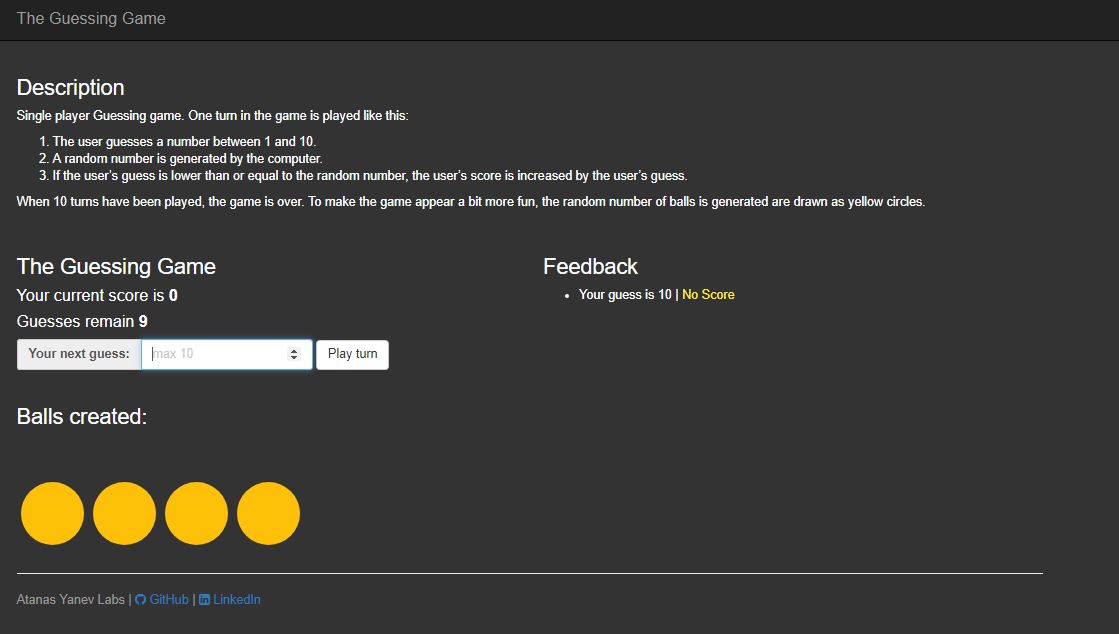 The Guessing Game
Description
Single player Guessing game. One turn in the game is played like this:
1. The user guesses a number between 1 and 10.
2. A random number is generated by the computer.
3. If the user’s guess is lower than or equal to the random number, the user’s score is increased by the user’s guess.
When 10 turns have been played, the game is over. To make the game appear a bit more fun, the random number of balls is generated are drawn as yellow circles.
The Guessing Game
Your current score is 0
Guesses remain 9
Your next guess: max 10 Play turn
Feedback
• Your guess is 10 | No Score
Balls created:
Atanas Yanev Labs | GitHub | LinkedIn